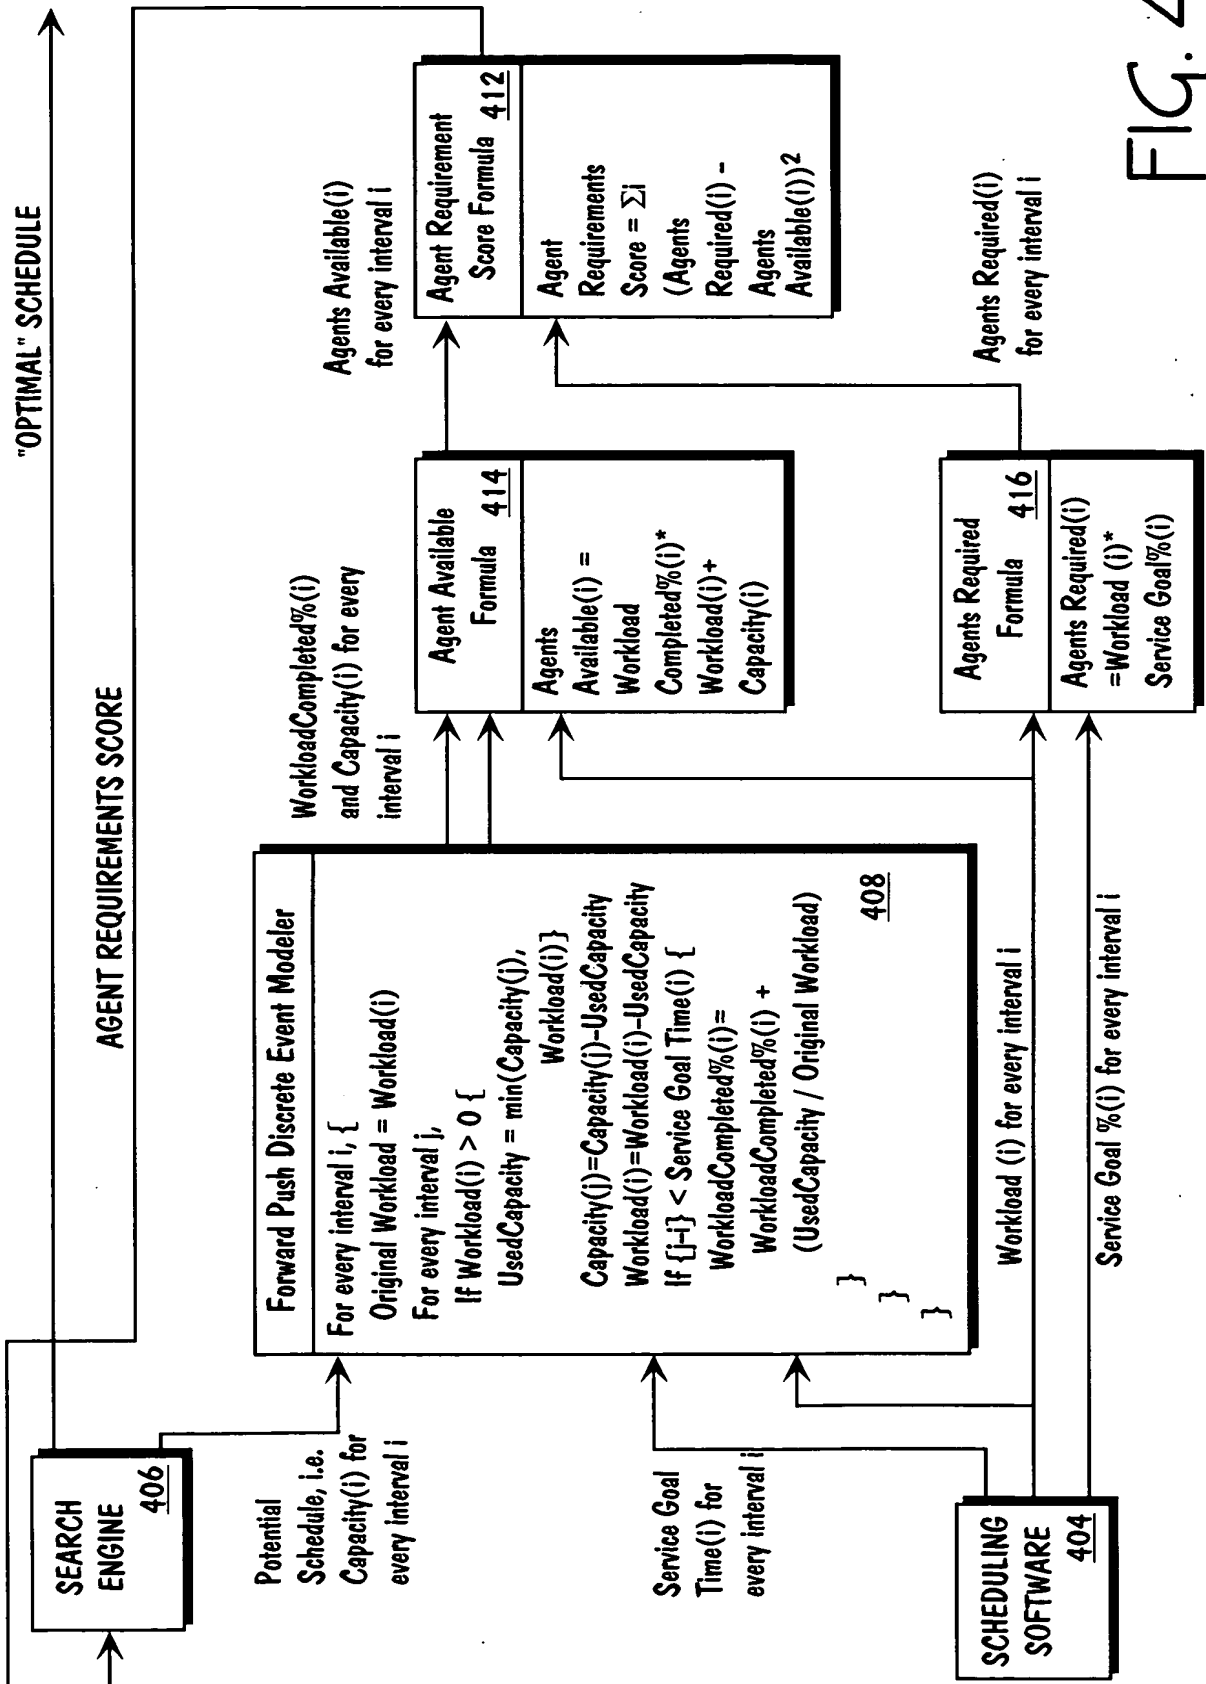 "OPTIMAL" SCHEDULE
AGENT REQUIREMENTS SCORE
SEARCH
ENGINE
406
Potential
Schedule, i.e.
Capacity(i) for
every interval i
Service Goal
Time(i) for
every interval i
SCHEDULING
SOFTWARE
404
Forward Push Discrete Event Modeler
For every interval i, {
Original Workload = Workload(i)
For every interval j,
If Workload(i) > 0 {
UsedCapacity = min(Capacity(j),
Workload(i)}
Capacity(j)=Capacity(j)-UsedCapacity
Workload(i)=Workload(i)-UsedCapacity
If {j-i} < Service Goal Time(i) {
WorkloadCompleted%(i)=
WorkloadCompleted%(i) +
(UsedCapacity / Original Workload)
}
}
}
408
Workload (i) for every interval i
Service Goal %(i) for every interval i
WorkloadCompleted%(i)
and Capacity(i) for every
interval i
Agent Available
Formula 414
Agents
Available(i) =
Workload
Completed%(i)*
Workload(i)+
Capacity(i)
Agents Required
Formula 416
Agents Required(i)
=Workload (i)*
Service Goal%(i)
Agents Available(i)
for every interval i
Agent Requirement
Score Formula 412
Agent
Requirements
Score = Σi
(Agents
Required(i) -
Agents
Available(i))²
Agents Required(i)
for every interval i
FIG. 4